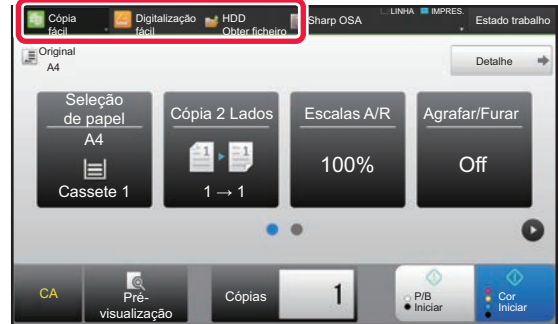 Cópia
fácil
Digitalização
fácil
HDD
Obter ficheiro
Sharp OSA
LINHA
IMPRES.
Estado trabalho
Original
A4
Detalhe
Seleção
de papel
A4
Cassete 1
Cópia 2 Lados
1
1
1 → 1
Escalas A/R
100%
Agrafar/Furar
Off
CA
Pré-
visualização
Cópias
1
P/B
Iniciar
Cor
Iniciar